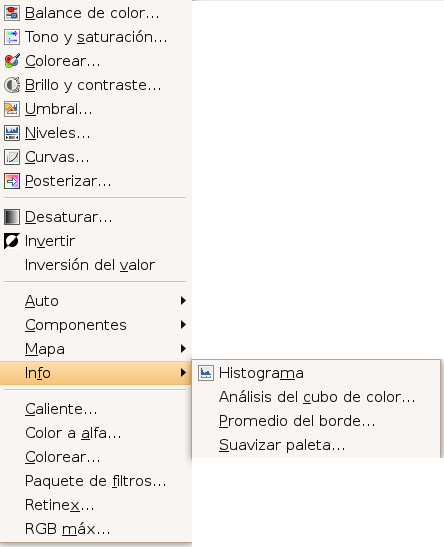 Balance de color...
Tono y saturación...
Colorear...
Brillo y contraste...
Umbral...
Niveles...
Curvas...
Posterizar...
Desaturar...
Invertir
Inversión del valor
Auto
Componentes
Mapa
Info
Histograma
Análisis del cubo de color...
Promedio del borde...
Suavizar paleta...
Caliente...
Color a alfa...
Colorear...
Paquete de filtros...
Retinex...
RGB máx...